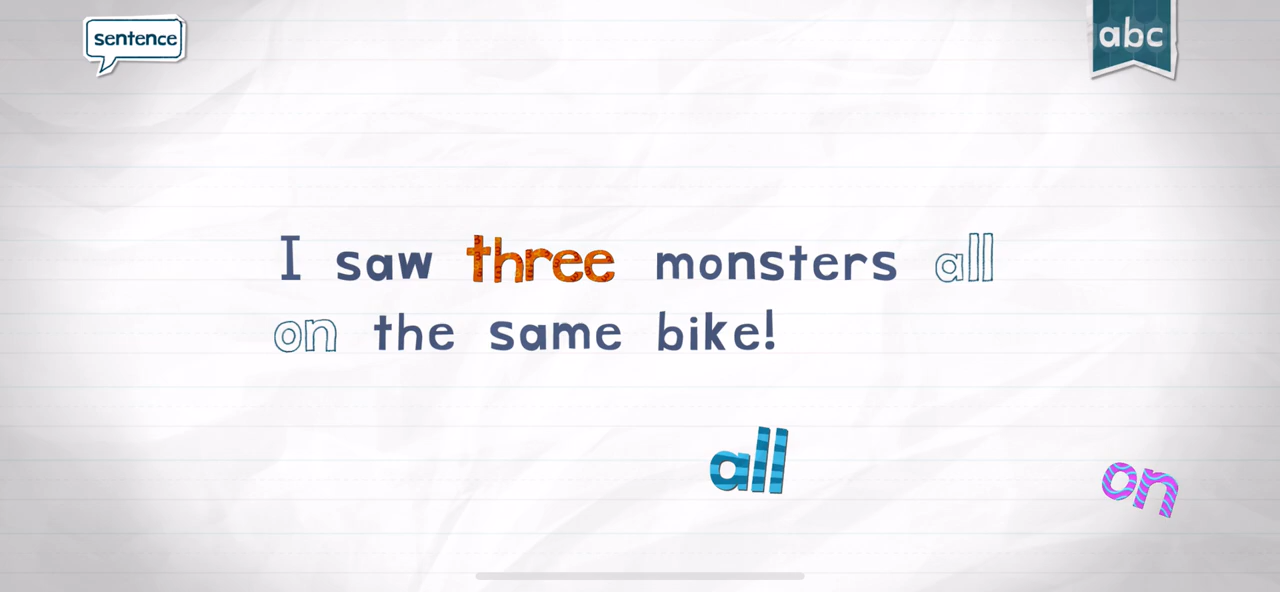 sentence
abc
I saw three monsters all
on the same bike!
all
on